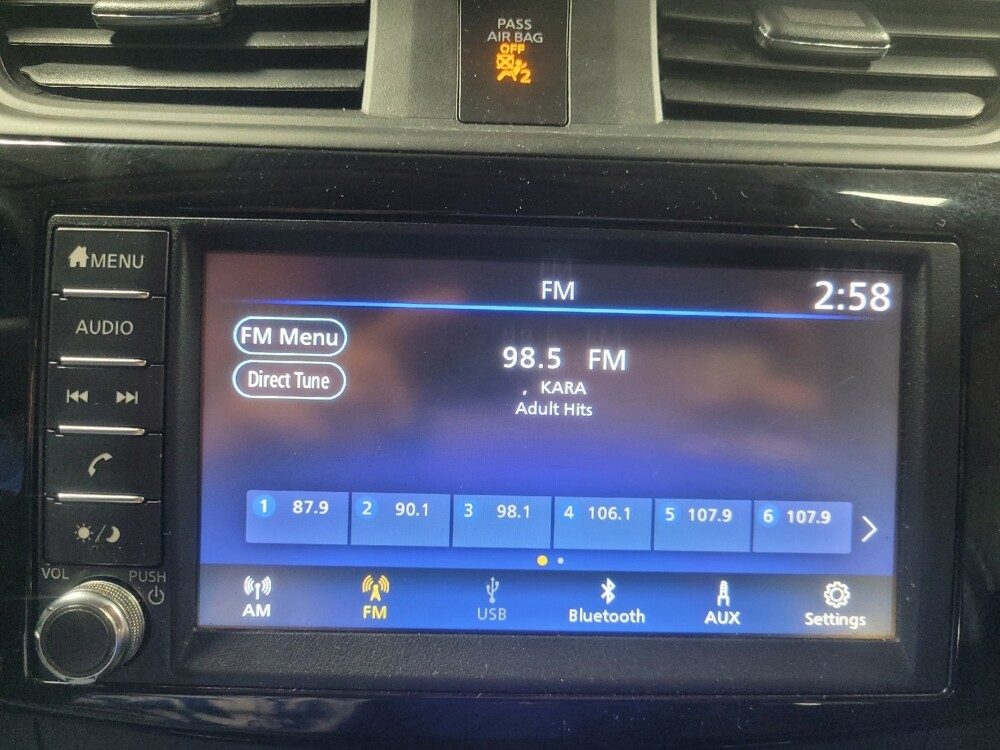 PASS
AIR BAG
OFF
2
MENU
AUDIO
VOL
PUSH
FM
2:58
FM Menu
Direct Tune
98.5 FM
, KARA
Adult Hits
1 87.9
2 90.1
3 98.1
4 106.1
5 107.9
6 107.9
AM
FM
USB
Bluetooth
AUX
Settings